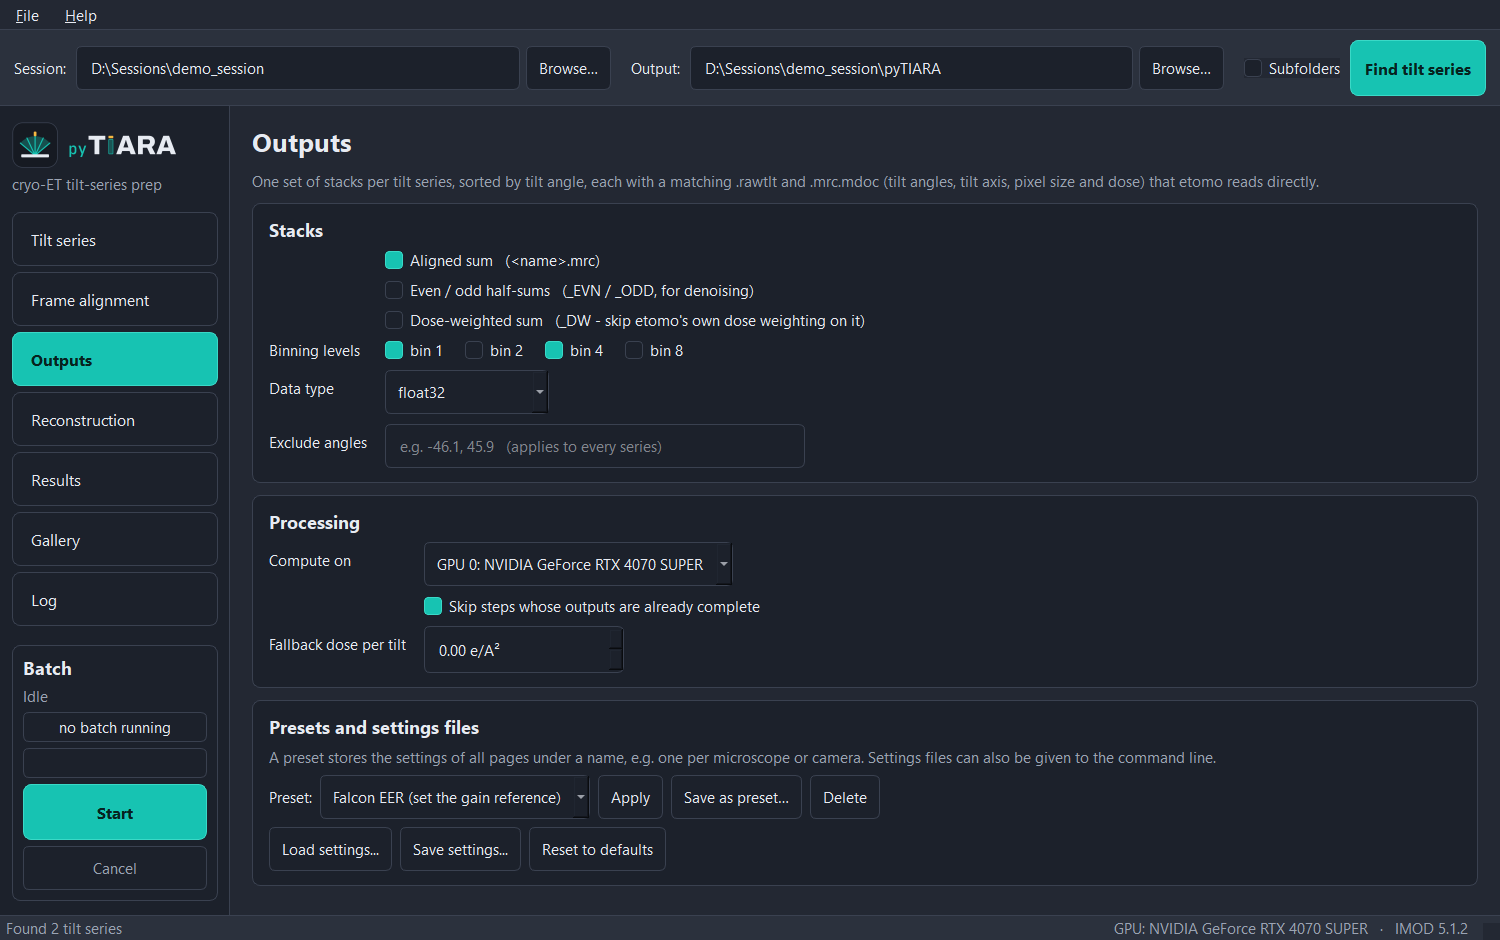 File Help
Session: D:\Sessions\demo_session Browse... Output: D:\Sessions\demo_session\pyTIARA Browse... Subfolders Find tilt series
pyTIARA
cryo-ET tilt-series prep
Tilt series
Frame alignment
Outputs
Reconstruction
Results
Gallery
Log
Batch
Idle
no batch running
Start
Cancel
Outputs
One set of stacks per tilt series, sorted by tilt angle, each with a matching .rawtlt and .mrc.mdoc (tilt angles, tilt axis, pixel size and dose) that etomo reads directly.
Stacks
Aligned sum (<name>.mrc)
Even / odd half-sums (_EVN / _ODD, for denoising)
Dose-weighted sum (_DW - skip etomo's own dose weighting on it)
Binning levels bin 1 bin 2 bin 4 bin 8
Data type float32
Exclude angles e.g. -46.1, 45.9 (applies to every series)
Processing
Compute on GPU 0: NVIDIA GeForce RTX 4070 SUPER
Skip steps whose outputs are already complete
Fallback dose per tilt 0.00 e/A²
Presets and settings files
A preset stores the settings of all pages under a name, e.g. one per microscope or camera. Settings files can also be given to the command line.
Preset: Falcon EER (set the gain reference) Apply Save as preset... Delete
Load settings... Save settings... Reset to defaults
Found 2 tilt series GPU: NVIDIA GeForce RTX 4070 SUPER · IMOD 5.1.2